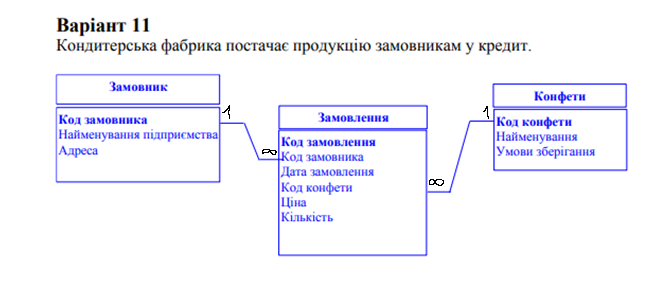 Варіант 11
Кондитерська фабрика постачає продукцію замовникам у кредит.
Замовник
Код замовника
Найменування підприємства
Адреса
1
∞
Замовлення
Код замовлення
Код замовника
Дата замовлення
Код конфети
Ціна
Кількість
∞
1
Конфети
Код конфети
Найменування
Умови зберігання